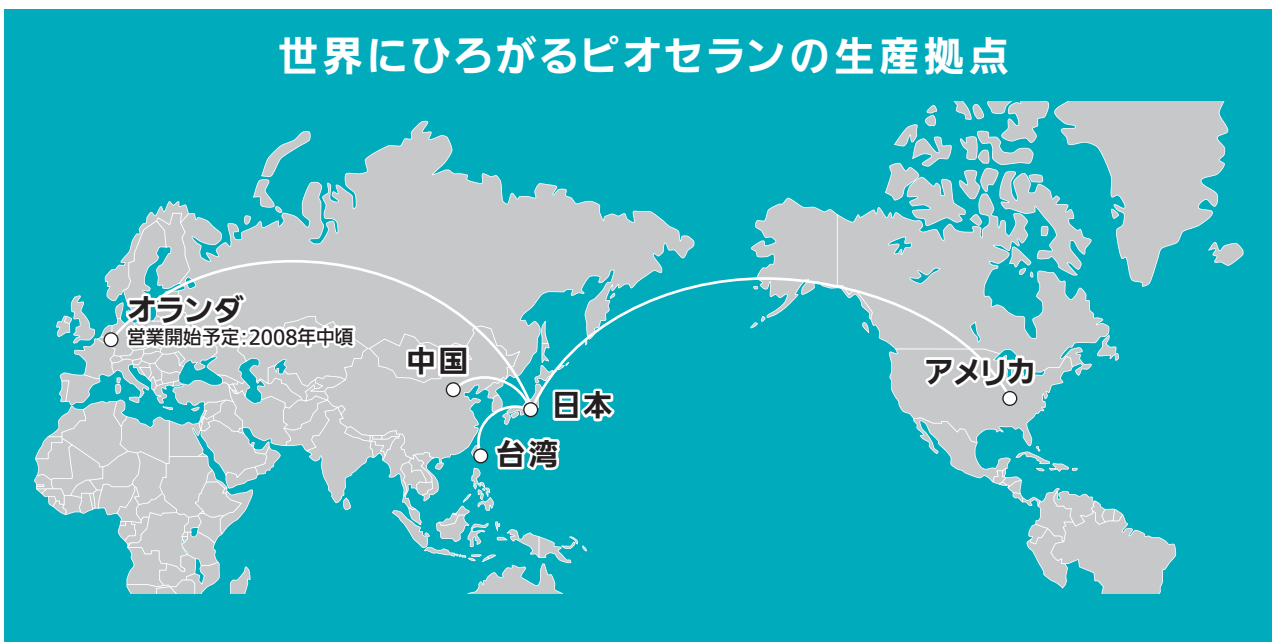 世界にひろがるピオセランの生産拠点
オランダ
営業開始予定:2008年中頃
中国
アメリカ
日本
台湾